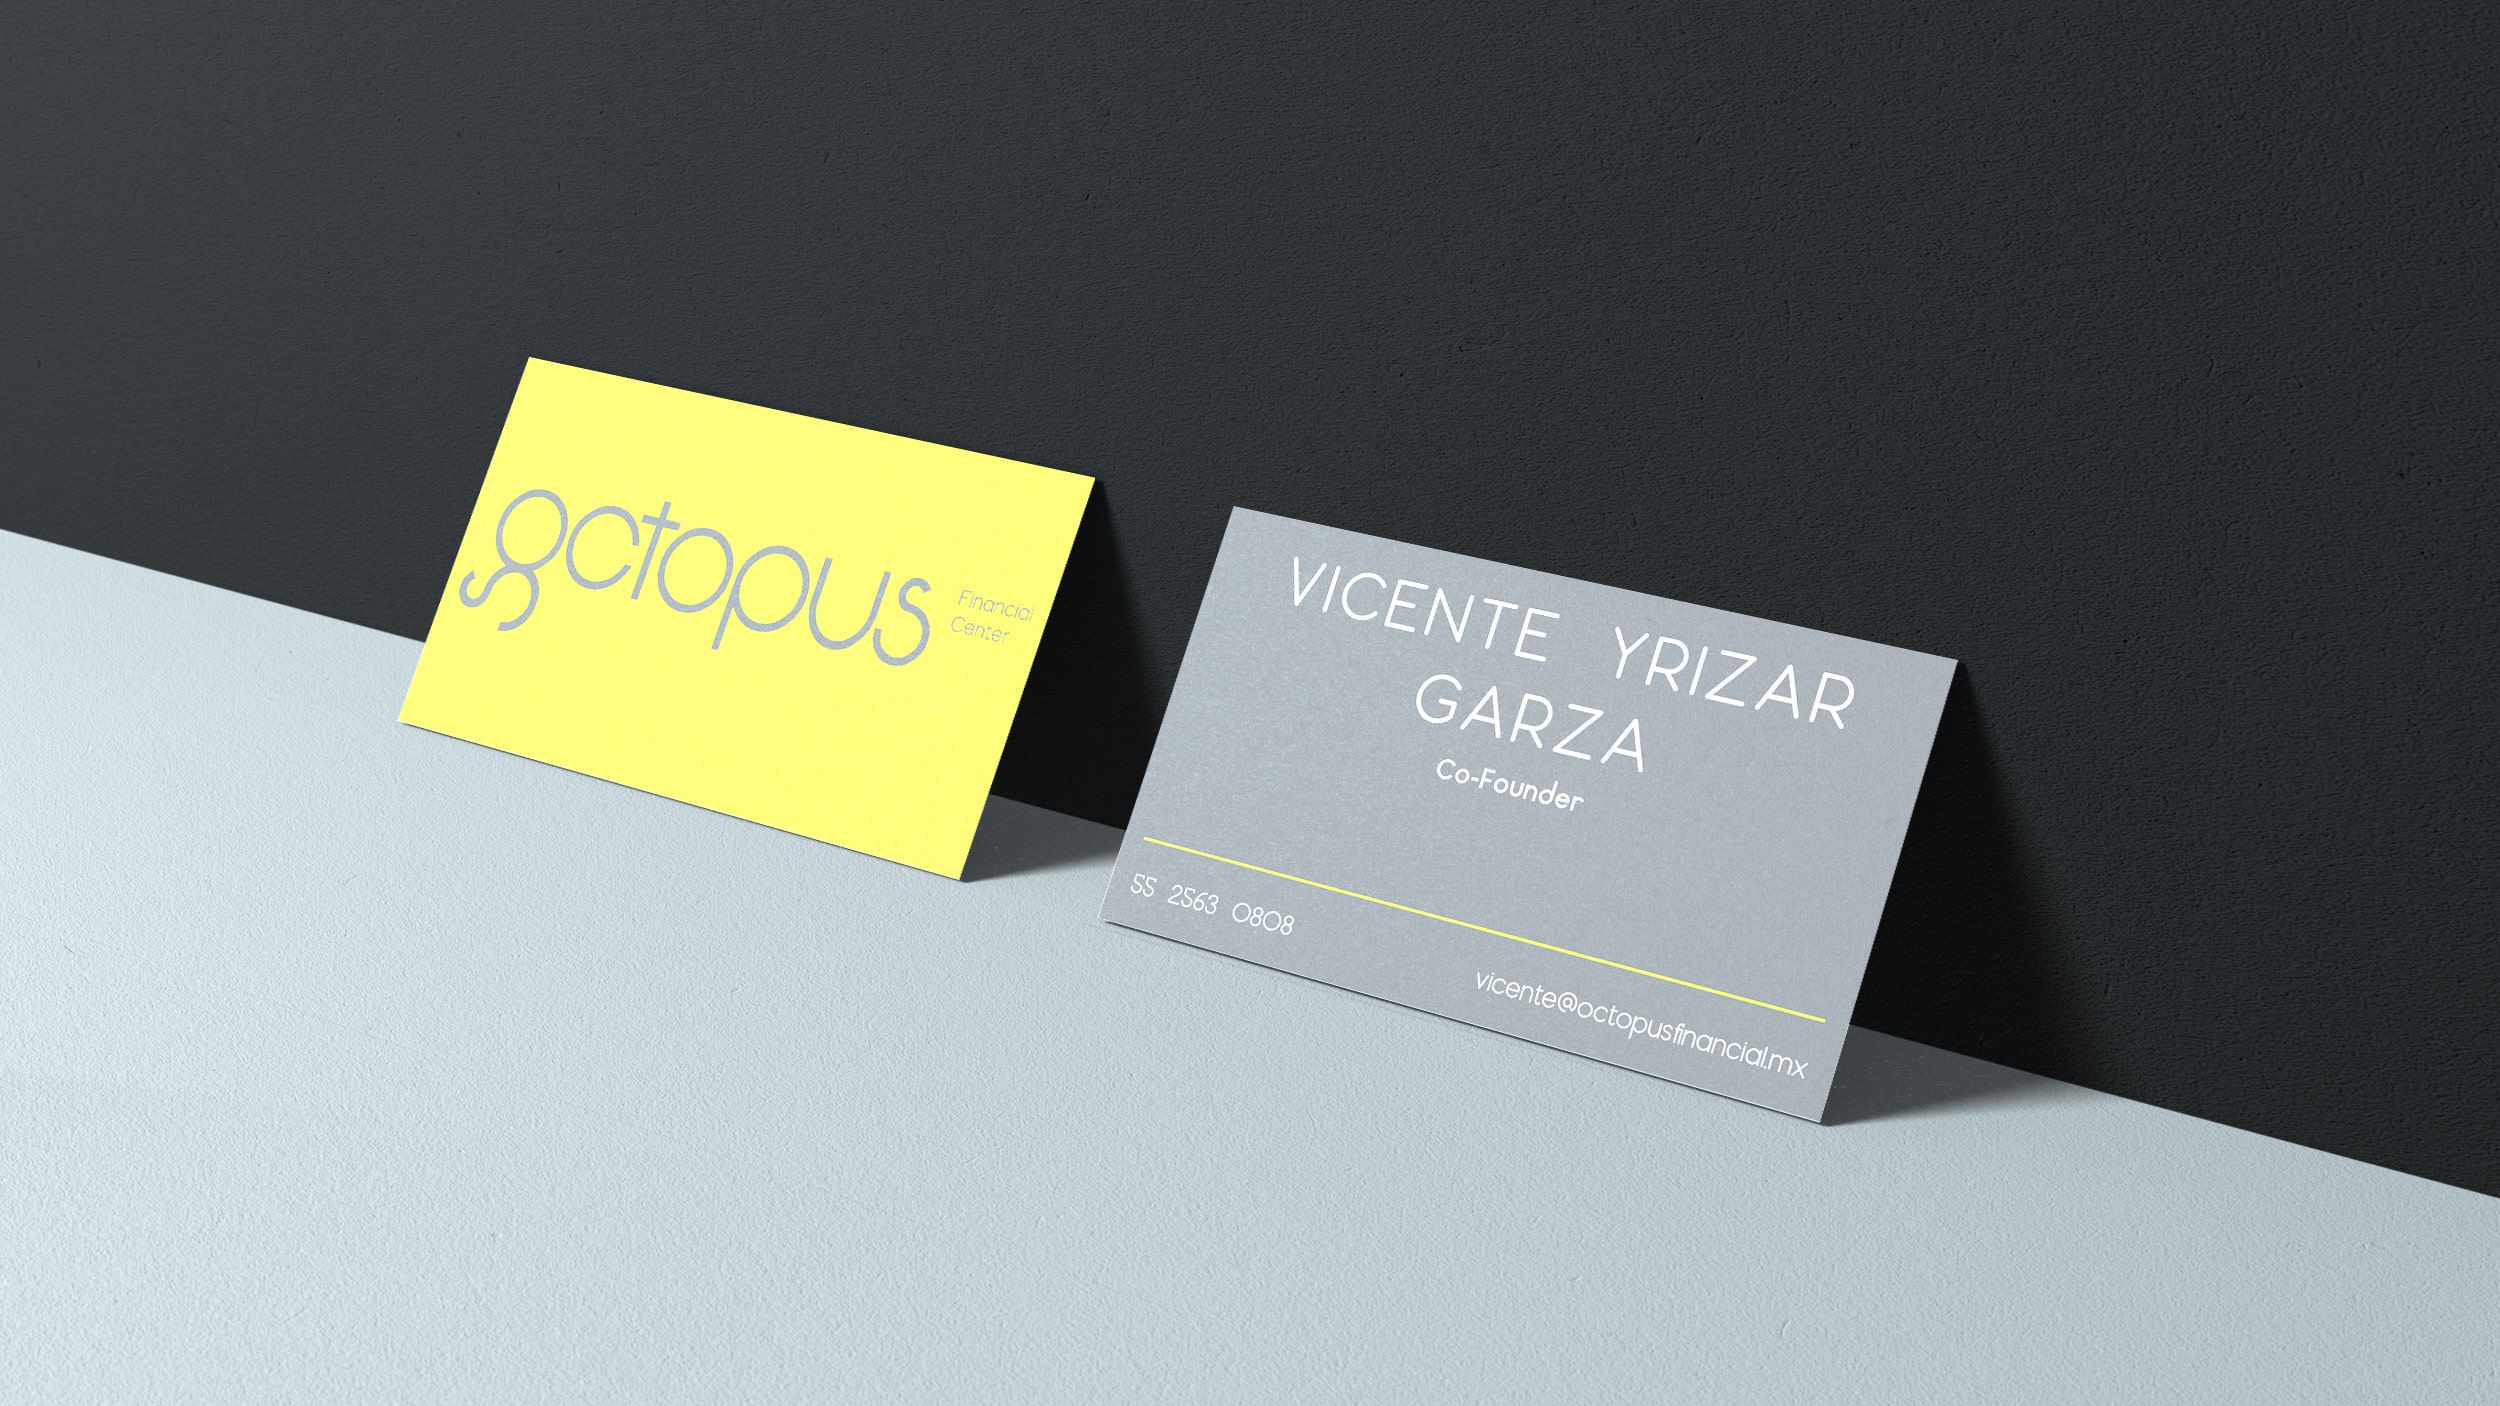 octopus
Financial
Center
VICENTE YRIZAR
GARZA
Co-Founder
55 2563 0808
vicente@octopusfinancial.mx